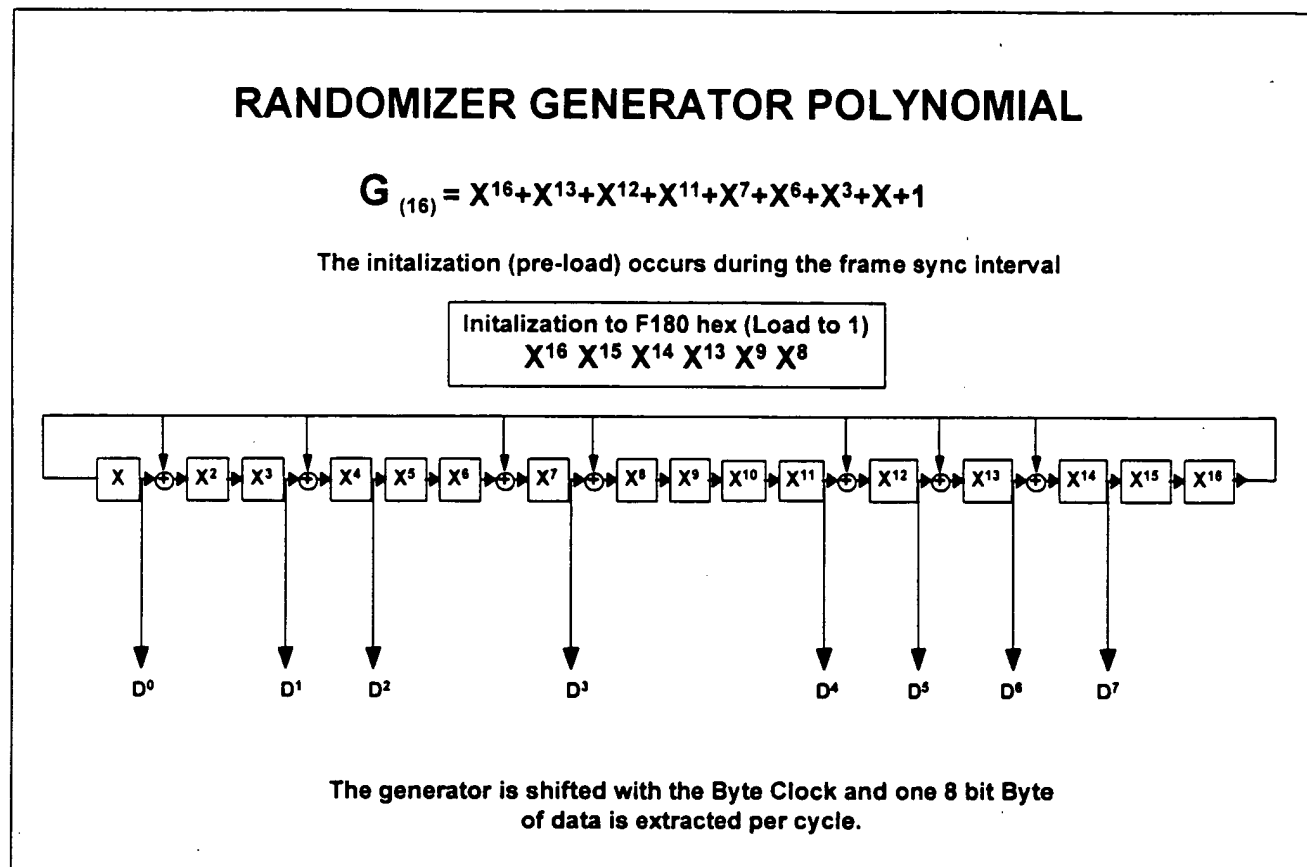 RANDOMIZER GENERATOR POLYNOMIAL
G (16) = X¹⁶+X¹³+X¹²+X¹¹+X⁷+X⁶+X³+X+1
The initalization (pre-load) occurs during the frame sync interval
Initalization to F180 hex (Load to 1)
X¹⁶ X¹⁵ X¹⁴ X¹³ X⁹ X⁸
X + X² X³ + X⁴ X⁵ X⁶ + X⁷ + X⁸ X⁹ X¹⁰ X¹¹ + X¹² + X¹³ + X¹⁴ X¹⁵ X¹⁶
D⁰ D¹ D² D³ D⁴ D⁵ D⁶ D⁷
The generator is shifted with the Byte Clock and one 8 bit Byte
of data is extracted per cycle.